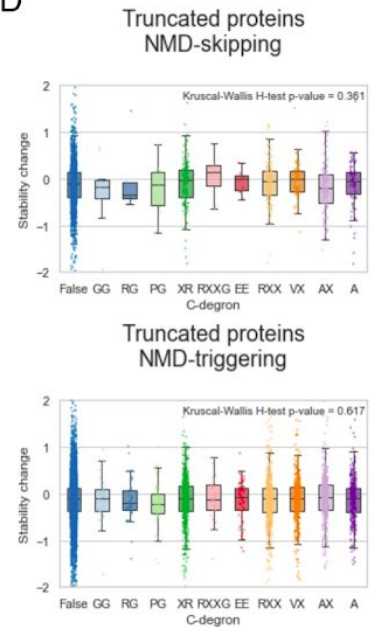 D
Truncated proteins
NMD-skipping
Kruskal-Wallis H-test p-value = 0.361
2
1
0
−1
−2
Stability change
False GG RG PG XR RXXG EE RXX VX AX A
C-degron
Truncated proteins
NMD-triggering
Kruskal-Wallis H-test p-value = 0.617
2
1
0
−1
−2
Stability change
False GG RG PG XR RXXG EE RXX VX AX A
C-degron